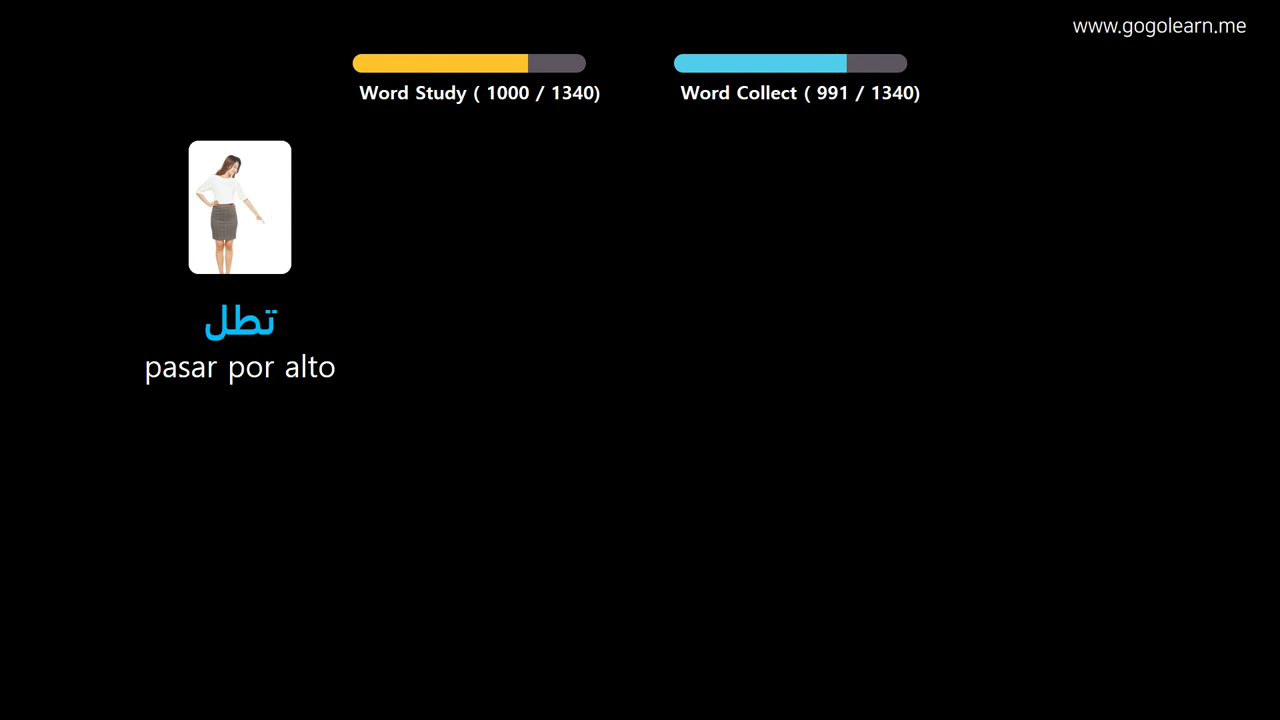 www.gogolearn.me
Word Study ( 1000 / 1340)
Word Collect ( 991 / 1340)
تطل
pasar por alto